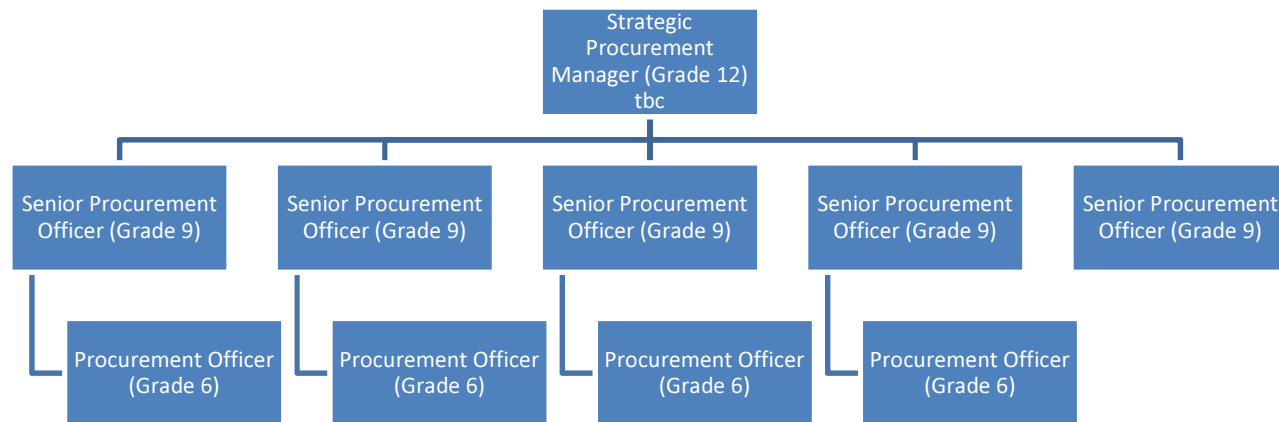 Strategic
Procurement
Manager (Grade 12)
tbc
Senior Procurement
Officer (Grade 9)
Senior Procurement
Officer (Grade 9)
Senior Procurement
Officer (Grade 9)
Senior Procurement
Officer (Grade 9)
Senior Procurement
Officer (Grade 9)
Procurement Officer
(Grade 6)
Procurement Officer
(Grade 6)
Procurement Officer
(Grade 6)
Procurement Officer
(Grade 6)